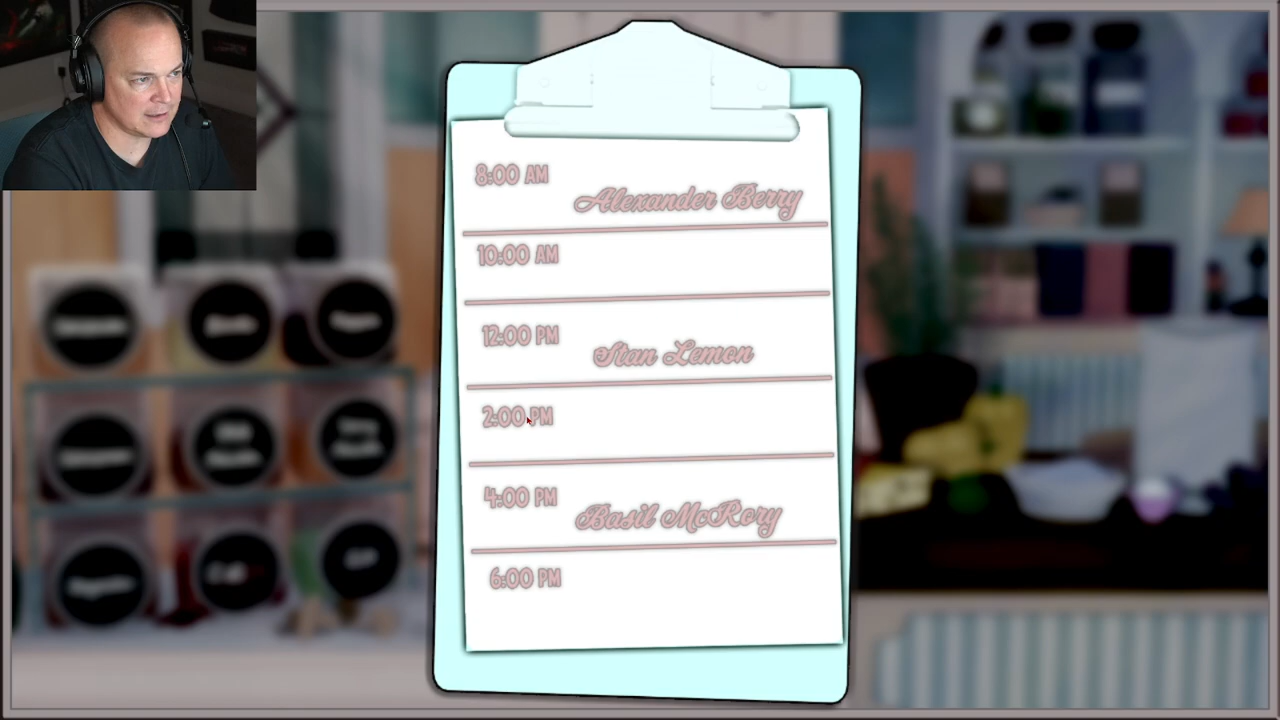 8:00 AM
Alexander Berry
10:00 AM
12:00 PM
Stan Lemon
2:00 PM
4:00 PM
Basil McRory
6:00 PM